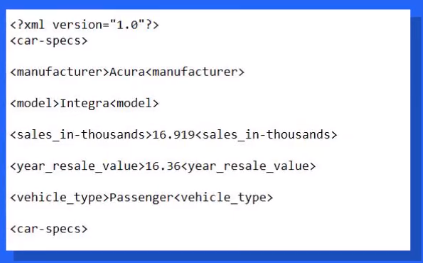 <?xml version="1.0"?>
<car-specs>
<manufacturer>Acura<manufacturer>
<model>Integra<model>
<sales_in-thousands>16.919<sales_in-thousands>
<year_resale_value>16.36<year_resale_value>
<vehicle_type>Passenger<vehicle_type>
<car-specs>